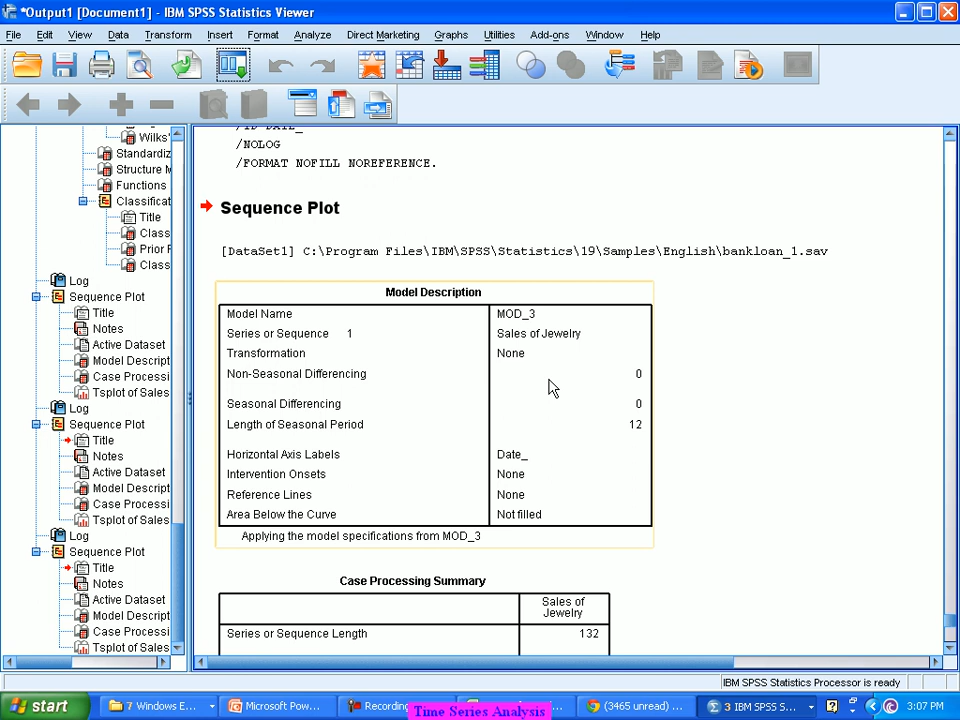 *Output1 [Document1] - IBM SPSS Statistics Viewer
File Edit View Data Transform Insert Format Analyze Direct Marketing Graphs Utilities Add-ons Window Help
Wilks'
Standardiz
Structure M
Functions
Classificat
Title
Class
Prior F
Class
Log
Sequence Plot
Title
Notes
Active Dataset
Model Descript
Case Processi
Tsplot of Sales
Log
Sequence Plot
Title
Notes
Active Dataset
Model Descript
Case Processi
Tsplot of Sales
Log
Sequence Plot
Title
Notes
Active Dataset
Model Descript
Case Processi
Tsplot of Sales
/ID DATE_
/NOLOG
/FORMAT NOFILL NOREFERENCE.
Sequence Plot
[DataSet1] C:\Program Files\IBM\SPSS\Statistics\19\Samples\English\bankloan_1.sav
Model Description
Model Name MOD_3
Series or Sequence 1 Sales of Jewelry
Transformation None
Non-Seasonal Differencing 0
Seasonal Differencing 0
Length of Seasonal Period 12
Horizontal Axis Labels Date_
Intervention Onsets None
Reference Lines None
Area Below the Curve Not filled
Applying the model specifications from MOD_3
Case Processing Summary
Sales of
Jewelry
Series or Sequence Length 132
IBM SPSS Statistics Processor is ready
start 7 Windows E... Microsoft Pow... Recording (3465 unread) ... 3 IBM SPSS S... 3:07 PM
Time Series Analysis